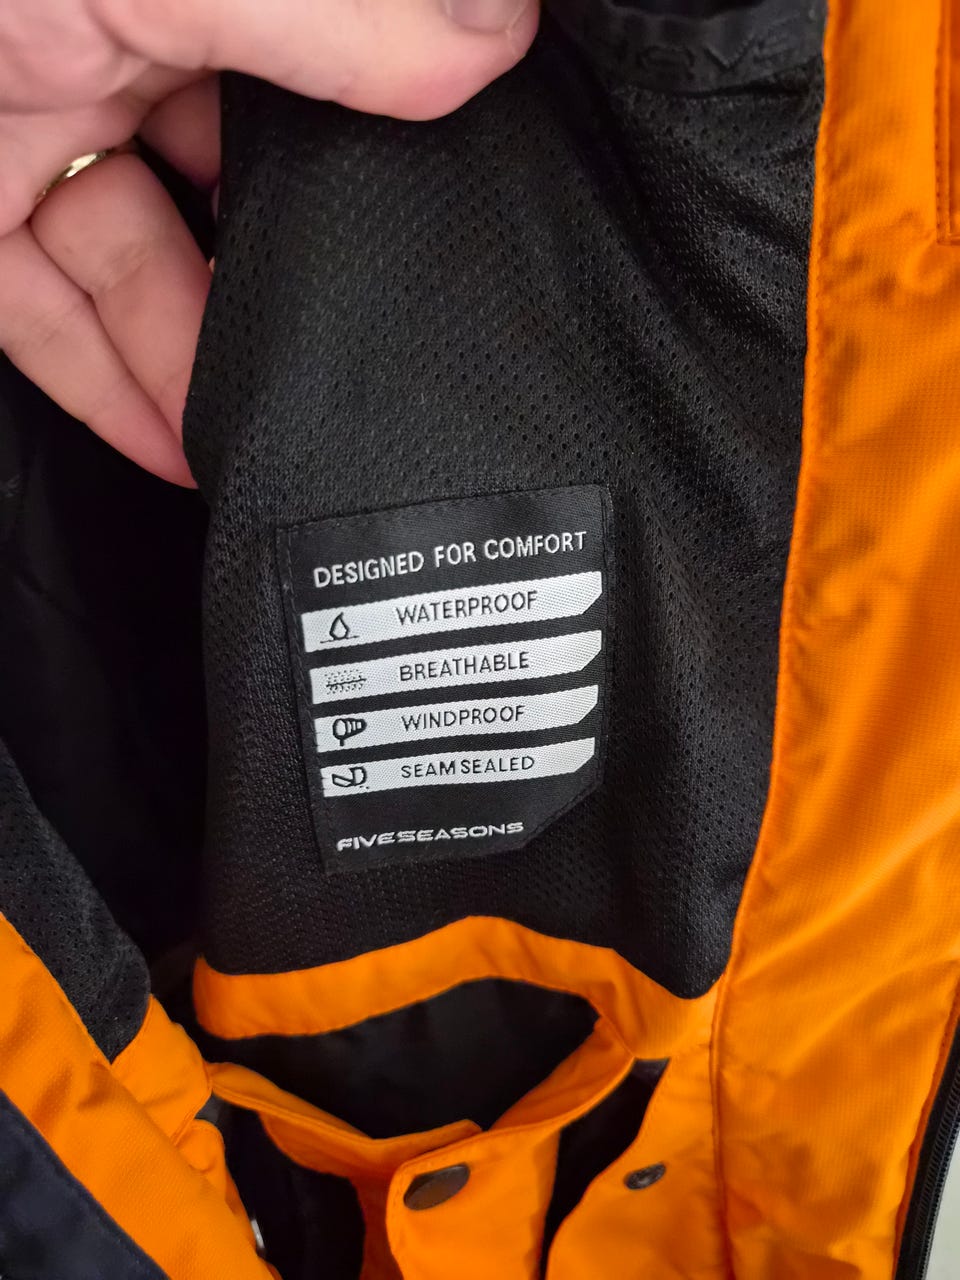 DESIGNED FOR COMFORT
WATERPROOF
BREATHABLE
WINDPROOF
SEAM SEALED
FIVESEASONS